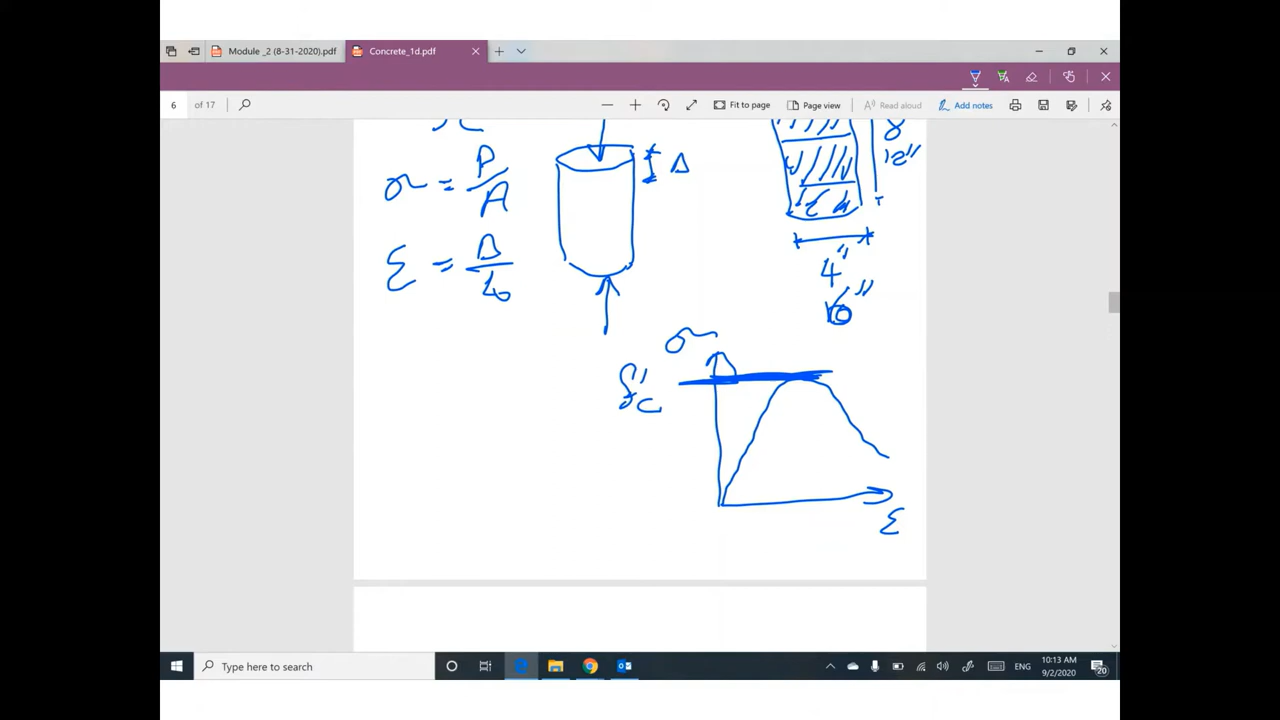 Module _2 (8-31-2020).pdf
Concrete_1d.pdf
6 of 17
Fit to page
Page view
Read aloud
Add notes
σ = P/A
Δ
8
12"
ε = Δ/L₀
4"
6"
σ
f'c
ε
Type here to search
ENG
10:13 AM
9/2/2020
20